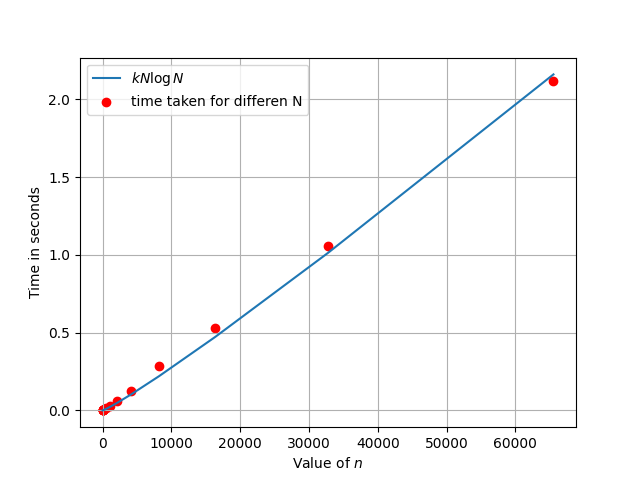 kN log N
time taken for differen N
Time in seconds
2.0
1.5
1.0
0.5
0.0
0 10000 20000 30000 40000 50000 60000
Value of n